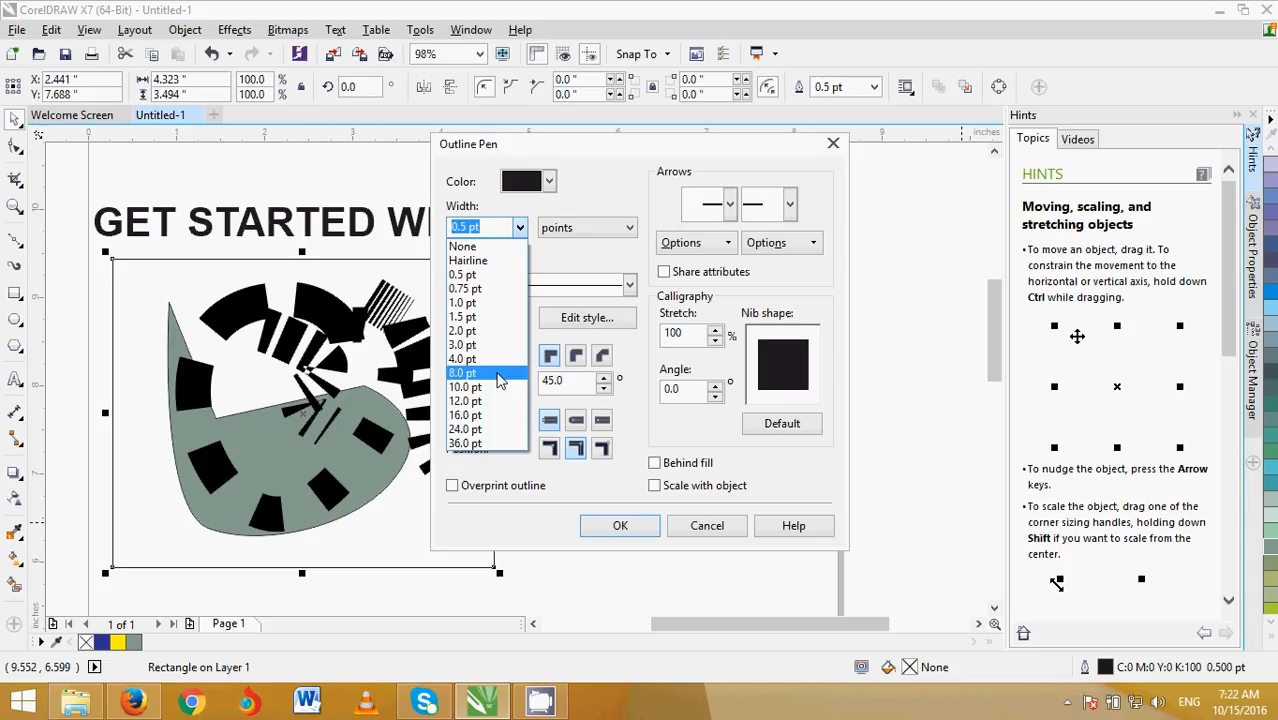 CorelDRAW X7 (64-Bit) - Untitled-1
File Edit View Layout Object Effects Bitmaps Text Table Tools Window Help
98% Snap To
X: 2.441 " 4.323 " 100.0 % 0.0 ° 0.0 " 0.0 " 0.5 pt
Y: 7.688 " 3.494 " 100.0 % 0.0 " 0.0 "
Welcome Screen Untitled-1
Hints
0 1 2 3 6 7 8 9 inches
Outline Pen
Topics Videos
Color:
Arrows
HINTS
Width:
Moving, scaling, and
stretching objects
GET STARTED WI
0.5 pt points
Options Options
None
Hairline
0.5 pt
0.75 pt
1.0 pt
1.5 pt
2.0 pt
3.0 pt
4.0 pt
8.0 pt
10.0 pt
12.0 pt
16.0 pt
24.0 pt
36.0 pt
Share attributes
Edit style...
45.0 °
Calligraphy
Stretch: Nib shape:
100 %
Angle:
0.0 °
Default
Overprint outline
Behind fill
Scale with object
OK Cancel Help
• To move an object, drag it. To
constrain the movement to the
horizontal or vertical axis, hold down
Ctrl while dragging.
• To nudge the object, press the Arrow
keys.
• To scale the object, drag one of the
corner sizing handles, holding down
Shift if you want to scale from the
center.
Hints
Object Properties
Object Manager
inches
1 of 1 Page 1
( 9.552 , 6.599 ) Rectangle on Layer 1 None C:0 M:0 Y:0 K:100 0.500 pt
ENG
7:22 AM
10/15/2016